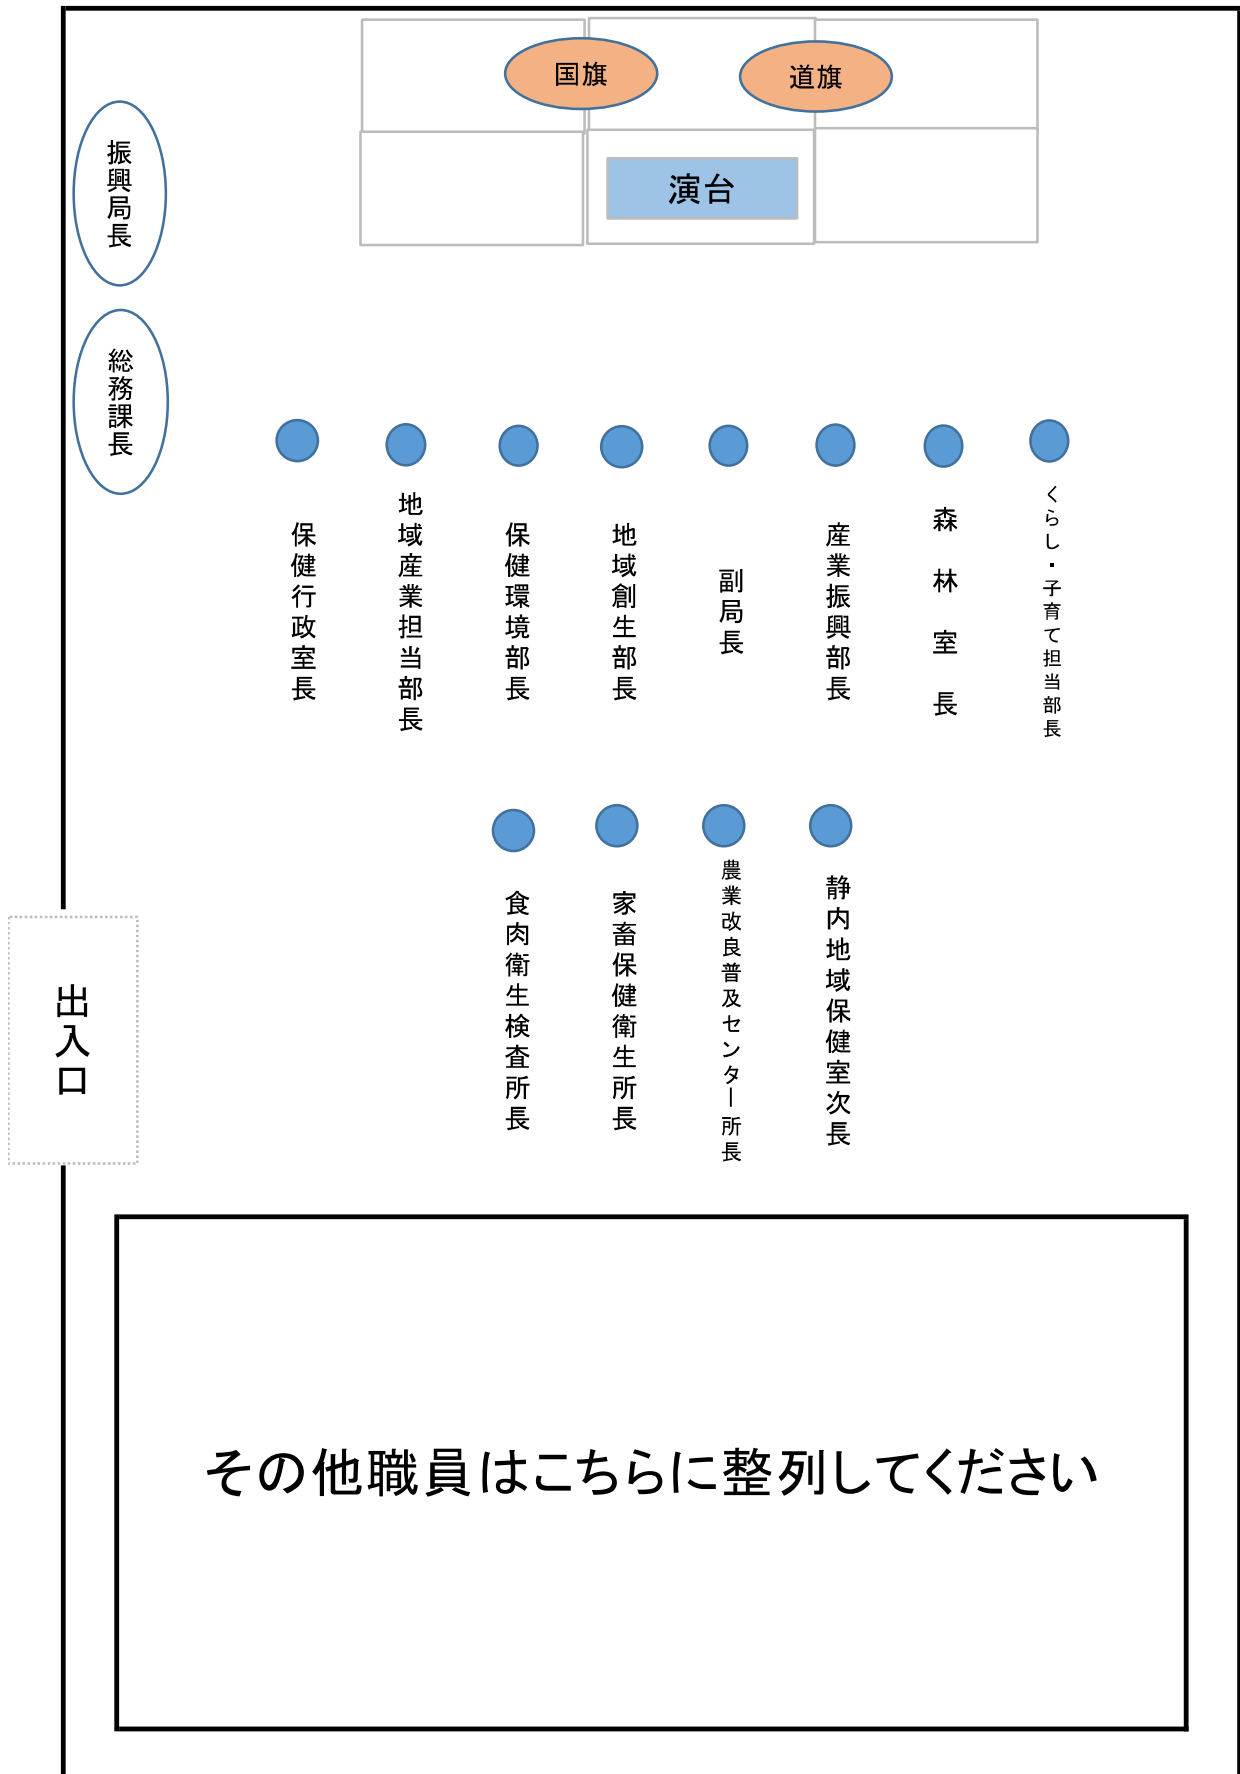 国旗
道旗
演台
振興局長
総務課長
保健行政室長
地域産業担当部長
保健環境部長
地域創生部長
副局長
産業振興部長
森林室長
くらし・子育て担当部長
食肉衛生検査所長
家畜保健衛生所長
農業改良普及センター所長
静内地域保健室次長
出入口
その他職員はこちらに整列してください